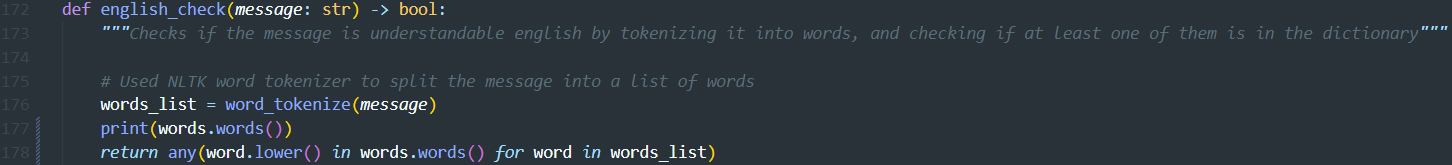 172 def english_check(message: str) -> bool:
173 """Checks if the message is understandable english by tokenizing it into words, and checking if at least one of them is in the dictionary"""
174
175 # Used NLTK word tokenizer to split the message into a list of words
176 words_list = word_tokenize(message)
177 print(words.words())
178 return any(word.lower() in words.words() for word in words_list)